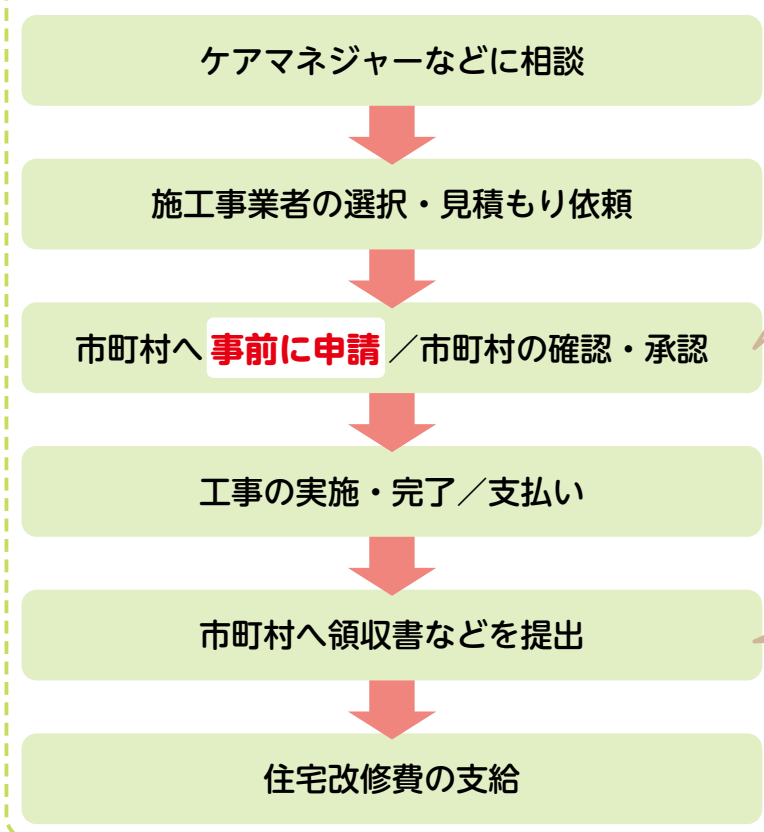 ケアマネジャーなどに相談
施工事業者の選択・見積もり依頼
市町村へ事前に申請／市町村の確認・承認
工事の実施・完了／支払い
市町村へ領収書などを提出
住宅改修費の支給